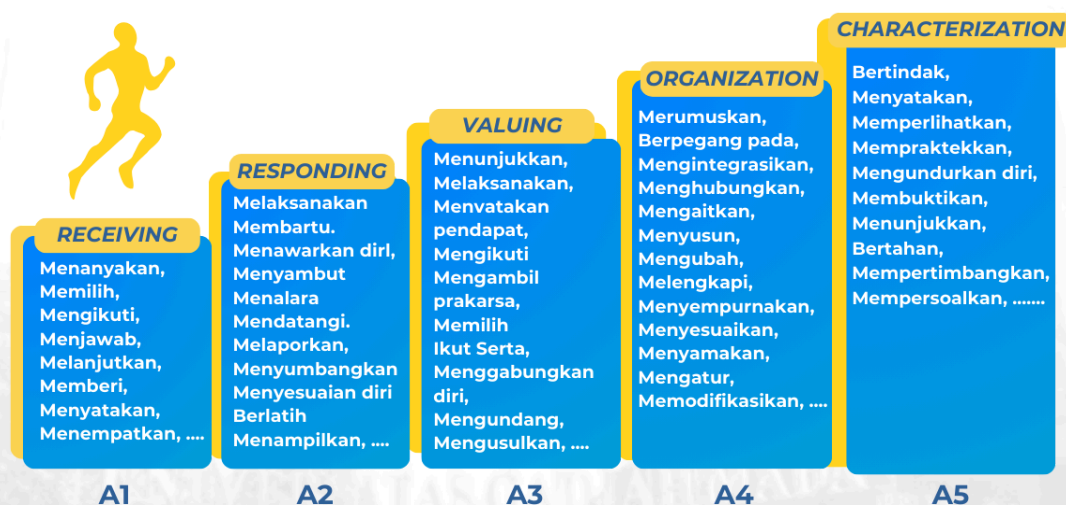 RECEIVING
Menanyakan,
Memilih,
Mengikuti,
Menjawab,
Melanjutkan,
Memberi,
Menyatakan,
Menempatkan, ....
A1
RESPONDING
Melaksanakan
Membartu.
Menawarkan dirl,
Menyambut
Menalara
Mendatangi.
Melaporkan,
Menyumbangkan
Menyesuaian diri
Berlatih
Menampilkan, ....
A2
VALUING
Menunjukkan,
Melaksanakan,
Menvatakan
pendapat,
Mengikuti
Mengambil
prakarsa,
Memilih
Ikut Serta,
Menggabungkan
diri,
Mengundang,
Mengusulkan, ....
A3
ORGANIZATION
Merumuskan,
Berpegang pada,
Mengintegrasikan,
Menghubungkan,
Mengaitkan,
Menyusun,
Mengubah,
Melengkapi,
Menyempurnakan,
Menyesuaikan,
Menyamakan,
Mengatur,
Memodifikasikan, ....
A4
CHARACTERIZATION
Bertindak,
Menyatakan,
Memperlihatkan,
Mempraktekkan,
Mengundurkan diri,
Membuktikan,
Menunjukkan,
Bertahan,
Mempertimbangkan,
Mempersoalkan, .......
A5